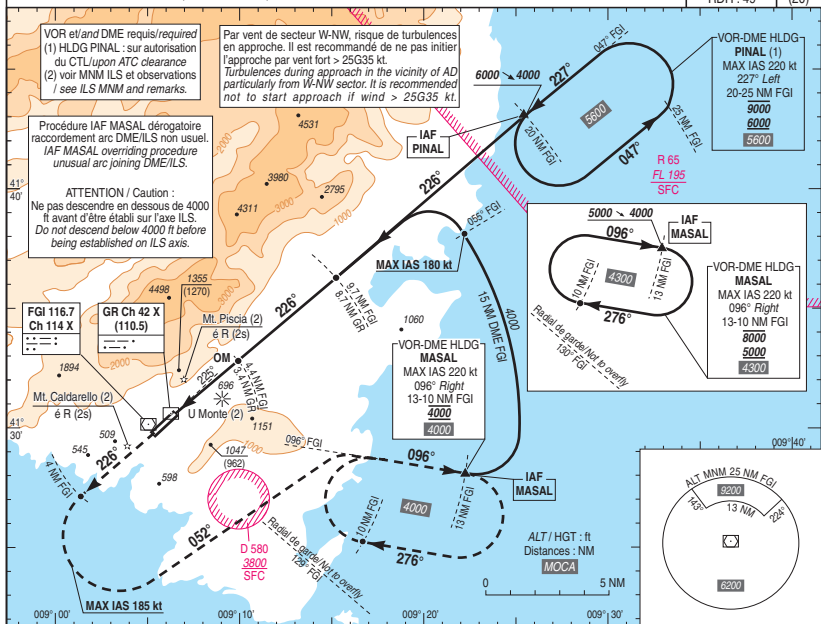 HDH : 45
(20)
VOR et/and DME requis/required
(1) HLDG PINAL : sur autorisation
du CTL/upon ATC clearance
(2) voir MNM ILS et observations
/ see ILS MNM and remarks.
Par vent de secteur W-NW, risque de turbulences
en approche. Il est recommandé de ne pas initier
l'approche par vent fort > 25G35 kt.
Turbulences during approach in the vicinity of AD
particularly from W-NW sector. It is recommended
not to start approach if wind > 25G35 kt.
Procédure IAF MASAL dérogatoire
raccordement arc DME/ILS non usuel.
IAF MASAL overriding procedure
unusual arc joining DME/ILS.
ATTENTION / Caution :
Ne pas descendre en dessous de 4000
ft avant d'être établi sur l'axe ILS.
Do not descend below 4000 ft before
being established on ILS axis.
VOR-DME HLDG
PINAL (1)
MAX IAS 220 kt
227° Left
20-25 NM FGI
9000
6000
5600
6000 ↘ 4000
227°
047° FGI
5600
047°
25 NM FGI
20 NM FGI
IAF
PINAL
R 65
FL 195
SFC
2000
4531
3980
2795
3000
1000
4311
41°
40'
226°
055° FGI
MAX IAS 180 kt
5000 ↘ 4000
096°
IAF
MASAL
4300
10 NM FGI
13 NM FGI
276°
Radial de garde/Not to overfly
130° FGI
VOR-DME HLDG
MASAL
MAX IAS 220 kt
096° Right
13-10 NM FGI
8000
5000
4300
4000
15 NM DME FGI
9.7 NM FGI
8.7 NM GR
226°
1355
(1270)
4498
FGI 116.7
Ch 114 X
GR Ch 42 X
(110.5)
Mt. Piscia (2)
é R (2s)
2000
1894
OM
4.4 NM FGI
3.4 NM GR
225°
696
U Monte (2)
1060
VOR-DME HLDG
MASAL
MAX IAS 220 kt
096° Right
13-10 NM FGI
4000
4000
Mt. Caldarello (2)
é R (2s)
41°
30'
509
545
1151
1047
(962)
1000
598
226°
4 NM FGI
096° FGI
096°
IAF
MASAL
4000
10 NM FGI
13 NM FGI
276°
052°
D 580
3800
SFC
Radial de garde/Not to overfly
129° FGI
MAX IAS 185 kt
ALT / HGT : ft
Distances : NM
MOCA
0
5 NM
009° 40'
ALT MNM 25 NM FGI
9200
143°
13 NM
224°
6200
009° 00'
009° 10'
009° 20'
009° 30'